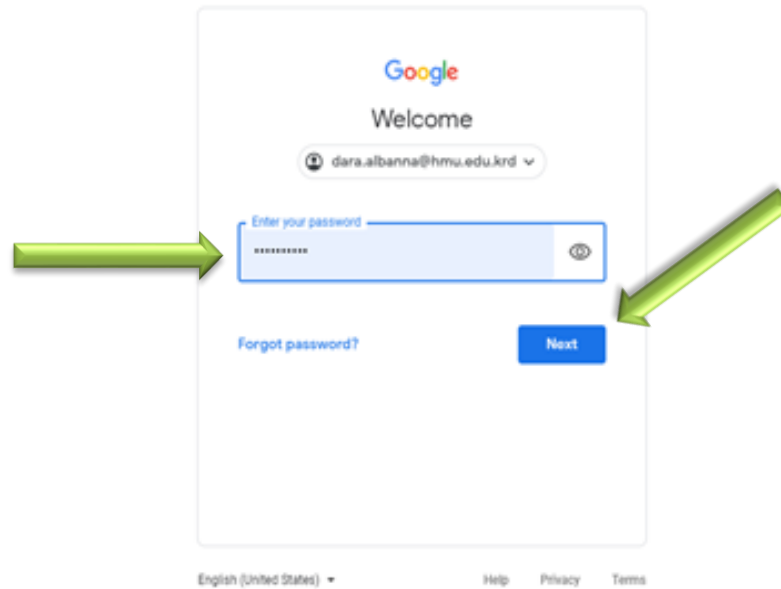 Google
Welcome
dara.albanna@hmu.edu.krd
Enter your password
••••••••••
Forgot password?
Next
English (United States)
Help Privacy Terms